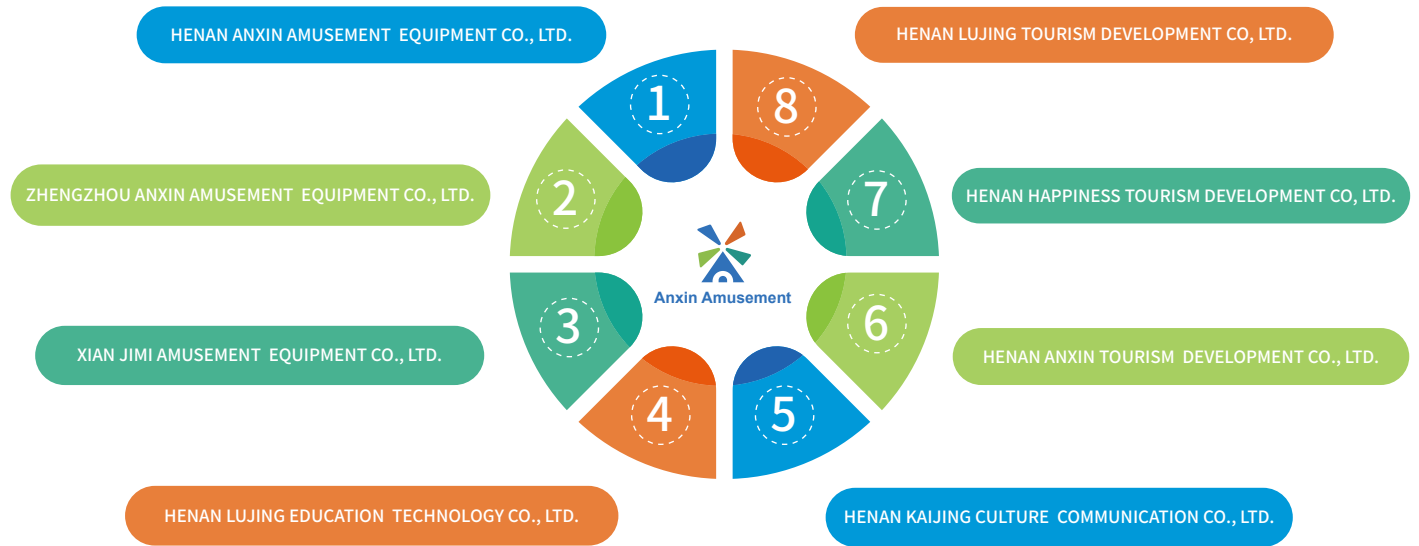 HENAN ANXIN AMUSEMENT EQUIPMENT CO., LTD.
HENAN LUJING TOURISM DEVELOPMENT CO, LTD.
1
8
ZHENGZHOU ANXIN AMUSEMENT EQUIPMENT CO., LTD.
2
7
HENAN HAPPINESS TOURISM DEVELOPMENT CO, LTD.
Anxin Amusement
XIAN JIMI AMUSEMENT EQUIPMENT CO., LTD.
3
6
HENAN ANXIN TOURISM DEVELOPMENT CO., LTD.
4
5
HENAN LUJING EDUCATION TECHNOLOGY CO., LTD.
HENAN KAIJING CULTURE COMMUNICATION CO., LTD.